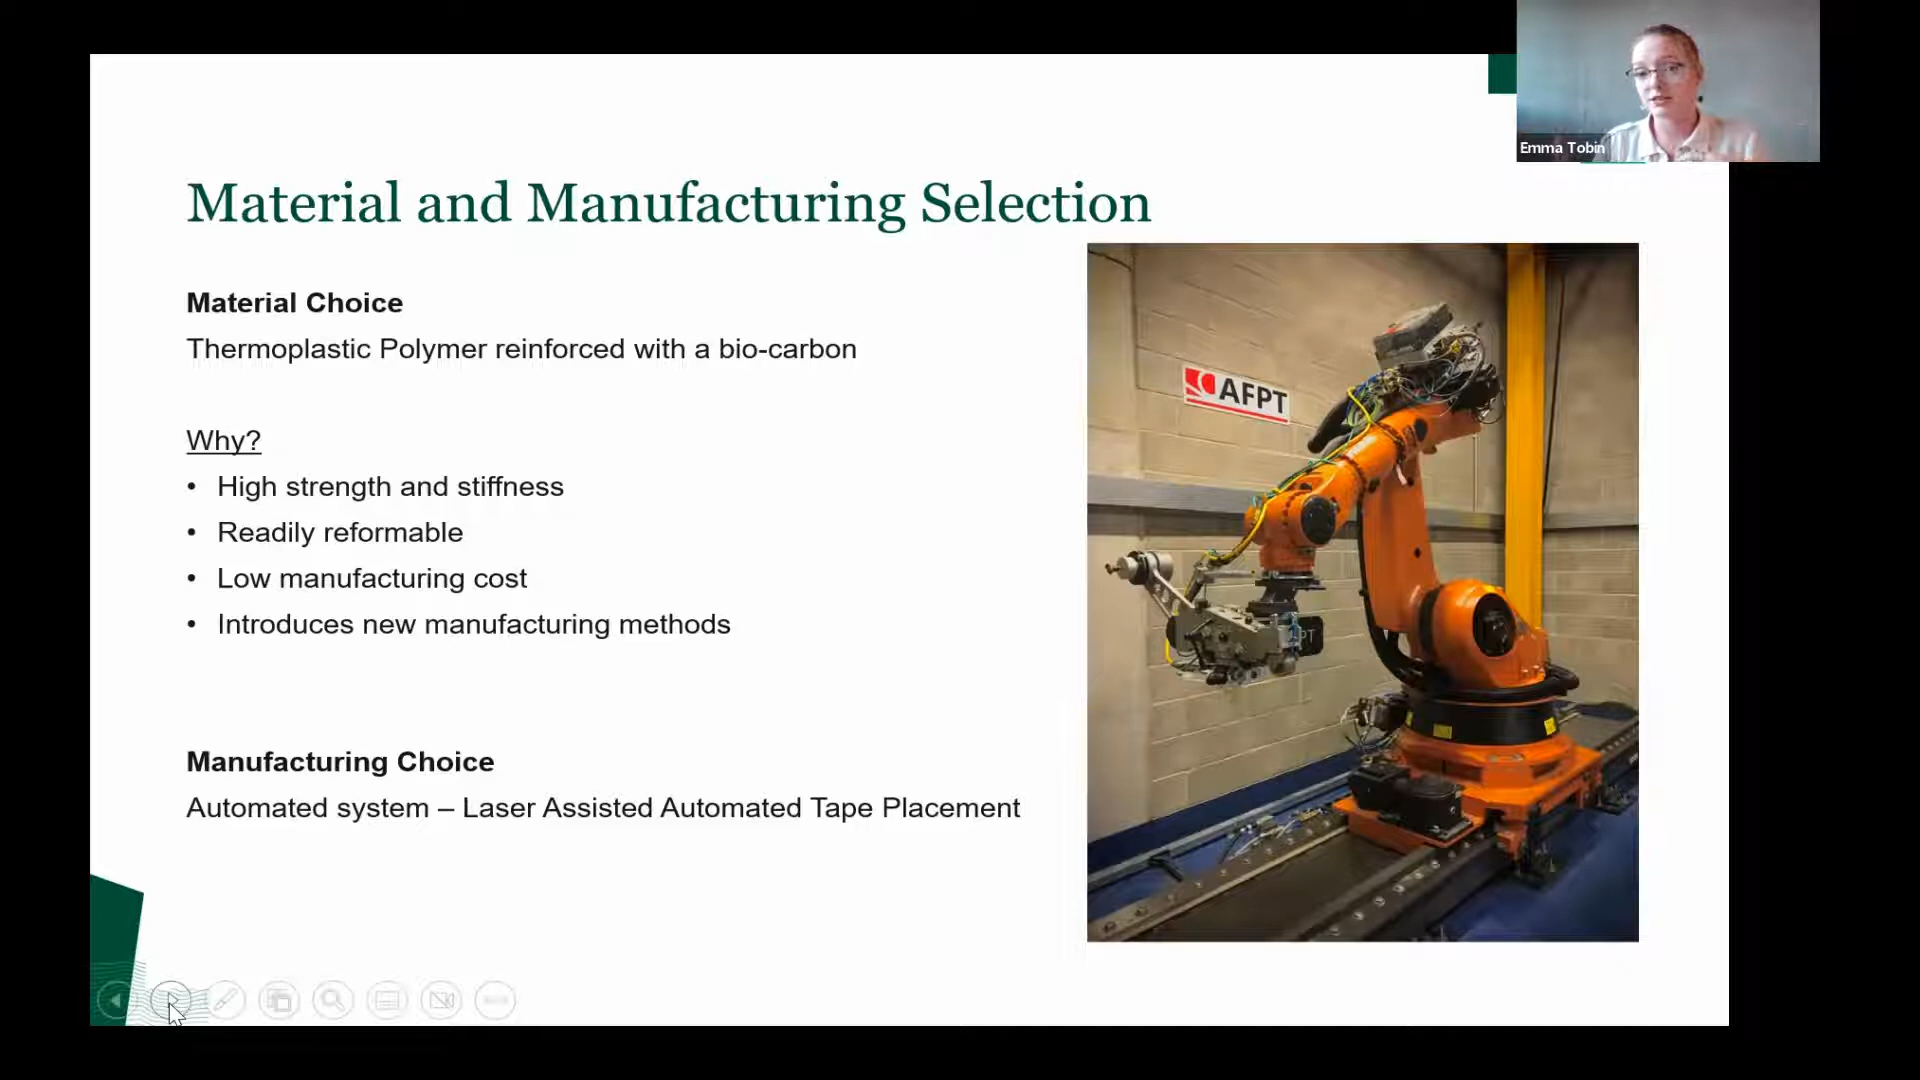 Emma Tobin
Material and Manufacturing Selection
Material Choice
Thermoplastic Polymer reinforced with a bio-carbon
Why?
• High strength and stiffness
• Readily reformable
• Low manufacturing cost
• Introduces new manufacturing methods
Manufacturing Choice
Automated system – Laser Assisted Automated Tape Placement
AFPT